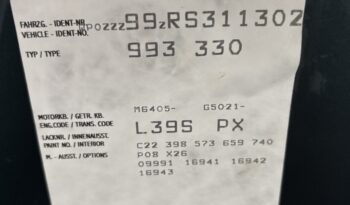 FAHRZG. - IDENT-NR. WP0ZZZ99zRS311302
VEHICLE - IDENT-NO.
TYP / TYPE 993 330
MOTORKB. / GETR. KB. M6405- G5021-
ENG.CODE / TRANS. CODE L39S PX
LACKNR. / INNENAUSST. C22 398 573 659 740
PAINT NO. / INTERIOR P08 X26
M. - AUSST. / OPTIONS 09991 16941 16942
16943